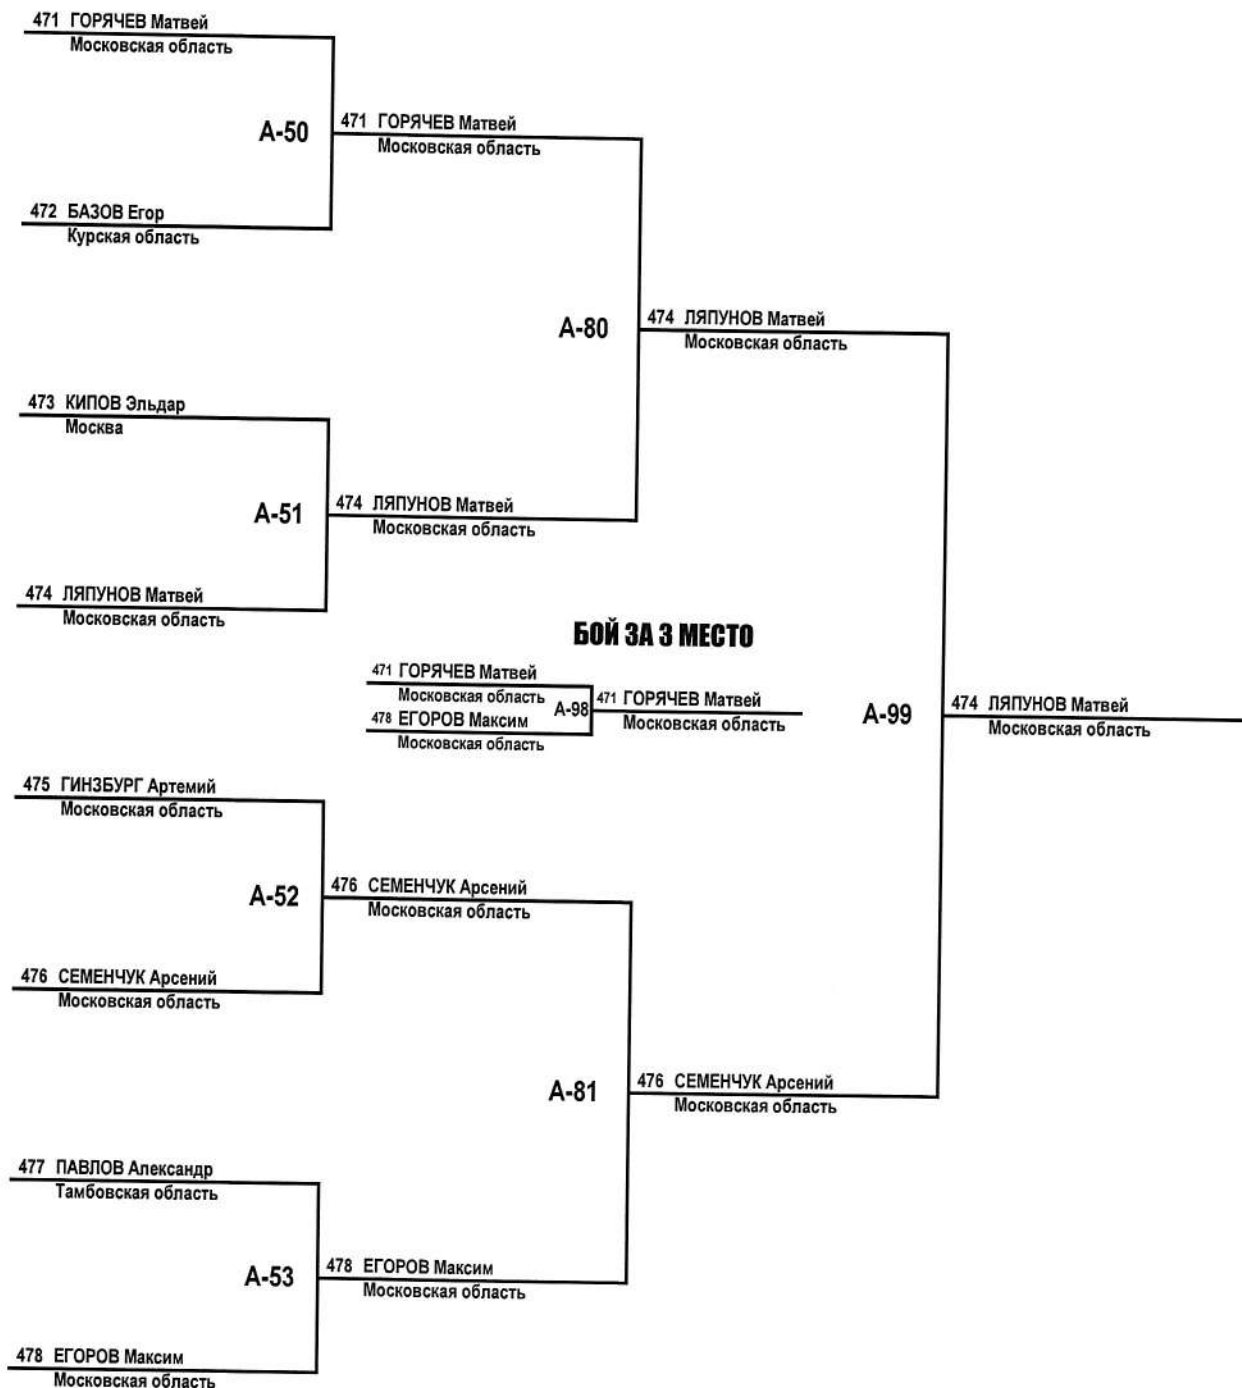 471 ГОРЯЧЕВ Матвей
Московская область
А-50
471 ГОРЯЧЕВ Матвей
Московская область
472 БАЗОВ Егор
Курская область
А-80
474 ЛЯПУНОВ Матвей
Московская область
473 КИПОВ Эльдар
Москва
А-51
474 ЛЯПУНОВ Матвей
Московская область
474 ЛЯПУНОВ Матвей
Московская область
БОЙ ЗА 3 МЕСТО
471 ГОРЯЧЕВ Матвей
Московская область
А-98
471 ГОРЯЧЕВ Матвей
Московская область
478 ЕГОРОВ Максим
Московская область
А-99
474 ЛЯПУНОВ Матвей
Московская область
475 ГИНЗБУРГ Артемий
Московская область
А-52
476 СЕМЕНЧУК Арсений
Московская область
476 СЕМЕНЧУК Арсений
Московская область
А-81
476 СЕМЕНЧУК Арсений
Московская область
477 ПАВЛОВ Александр
Тамбовская область
А-53
478 ЕГОРОВ Максим
Московская область
478 ЕГОРОВ Максим
Московская область